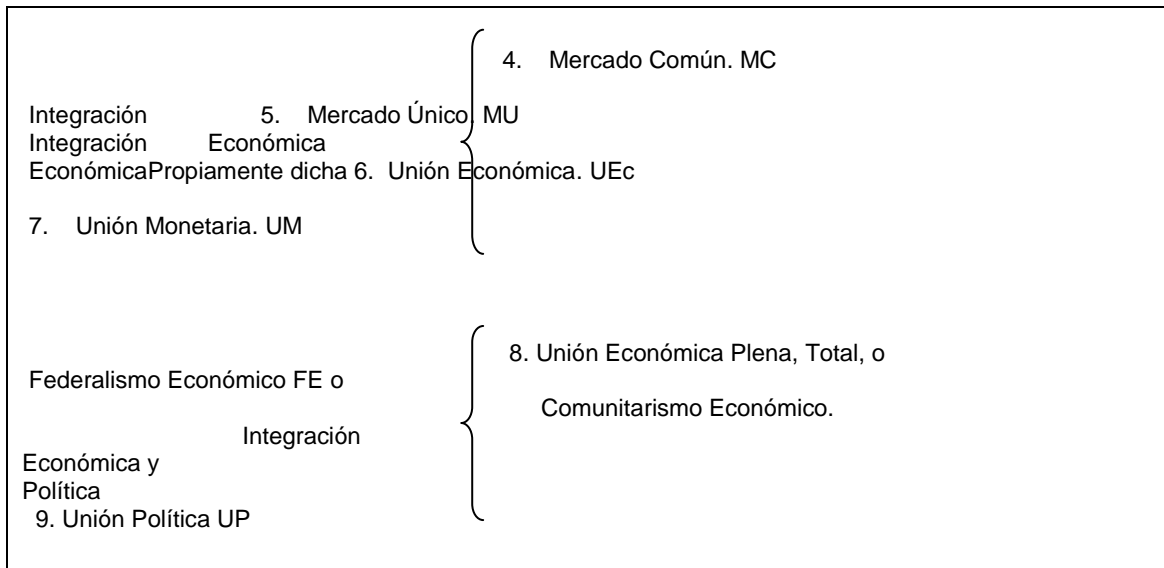 4. Mercado Común. MC
Integración 5. Mercado Único. MU
Integración Económica
EconómicaPropiamente dicha 6. Unión Económica. UEc
7. Unión Monetaria. UM
8. Unión Económica Plena, Total, o
Federalismo Económico FE o
Comunitarismo Económico.
Integración
Económica y
Política
9. Unión Política UP